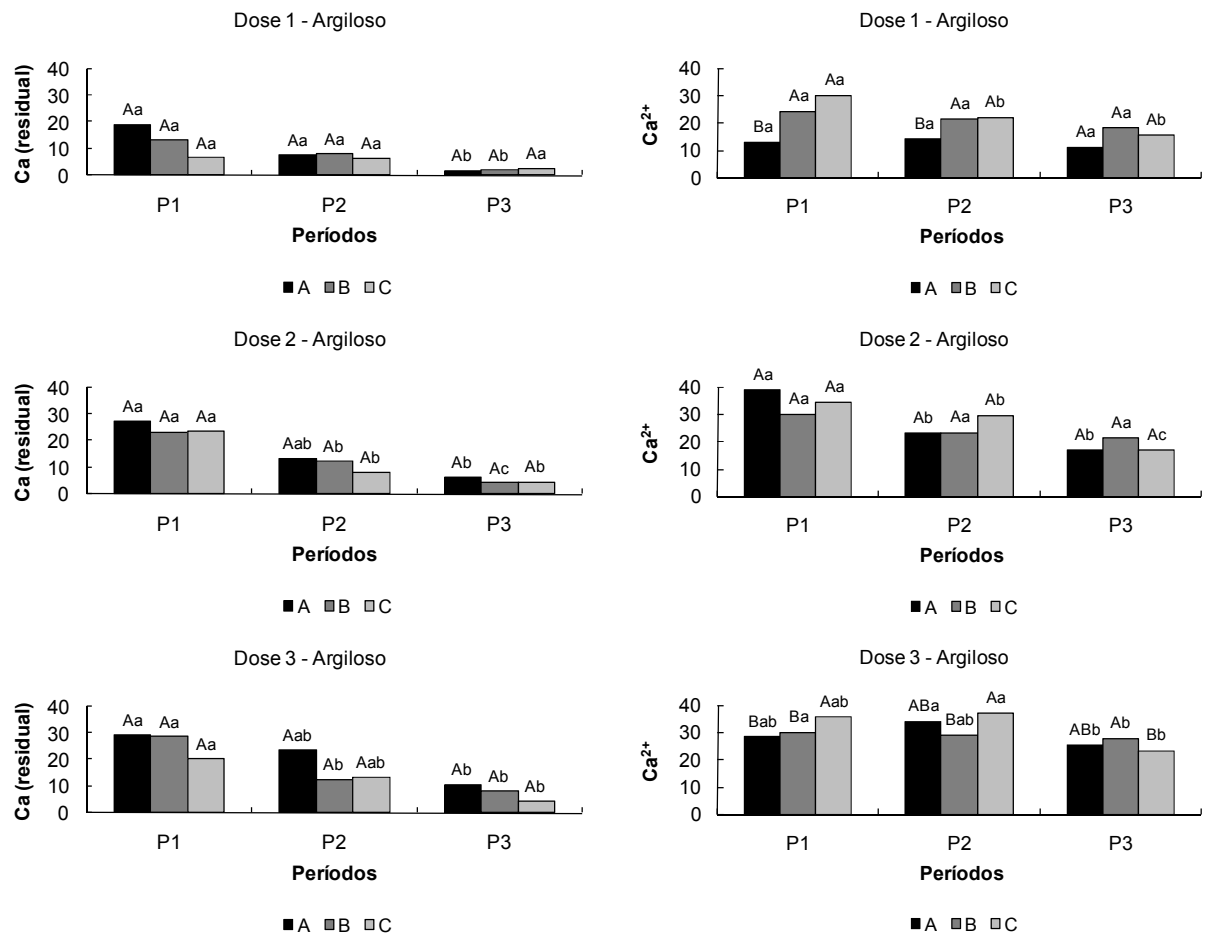 Dose 1 - Argiloso
Ca (residual)
40
30
20
10
0
Aa
Aa
Aa
Aa
Aa
Aa
Ab
Ab
Aa
P1
P2
P3
Períodos
A B C
Dose 1 - Argiloso
Ca²⁺
40
30
20
10
0
Ba
Aa
Aa
Ba
Aa
Ab
Aa
Aa
Ab
P1
P2
P3
Períodos
A B C
Dose 2 - Argiloso
Ca (residual)
40
30
20
10
0
Aa
Aa
Aa
Aab
Ab
Ab
Ab
Ac
Ab
P1
P2
P3
Períodos
A B C
Dose 2 - Argiloso
Ca²⁺
40
30
20
10
0
Aa
Aa
Aa
Ab
Aa
Ab
Ab
Aa
Ac
P1
P2
P3
Períodos
A B C
Dose 3 - Argiloso
Ca (residual)
40
30
20
10
0
Aa
Aa
Aa
Aab
Ab
Aab
Ab
Ab
Ab
P1
P2
P3
Períodos
A B C
Dose 3 - Argiloso
Ca²⁺
40
30
20
10
0
Bab
Ba
Aab
ABa
Bab
Aa
ABb
Ab
Bb
P1
P2
P3
Períodos
A B C